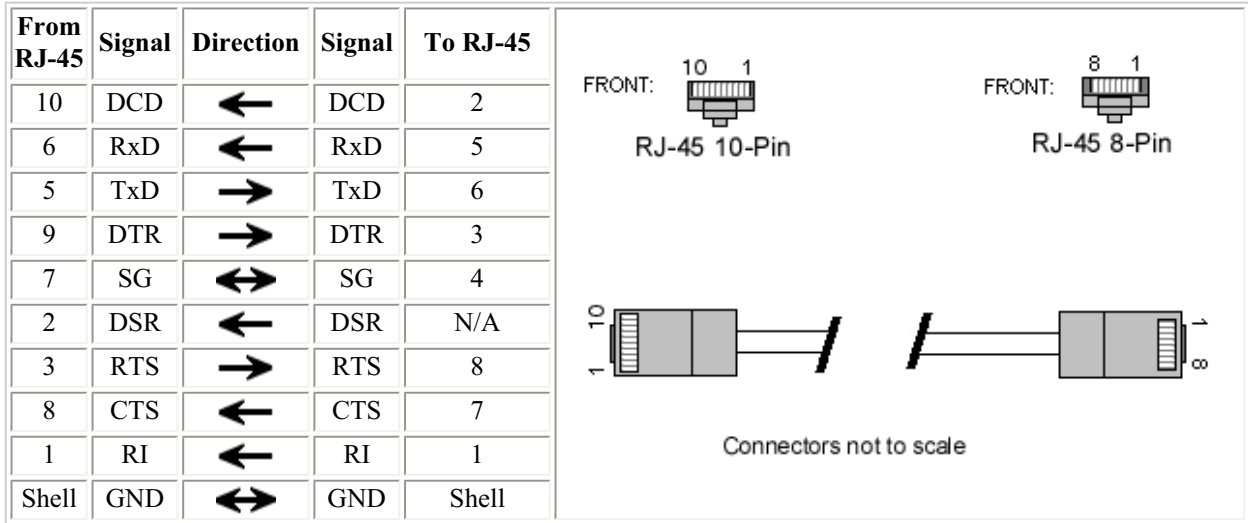 From RJ-45 Signal Direction Signal To RJ-45
10 DCD DCD 2
6 RxD RxD 5
5 TxD TxD 6
9 DTR DTR 3
7 SG SG 4
2 DSR DSR N/A
3 RTS RTS 8
8 CTS CTS 7
1 RI RI 1
Shell GND GND Shell
10 1
FRONT:
RJ-45 10-Pin
8 1
FRONT:
RJ-45 8-Pin
10
1
1
8
Connectors not to scale